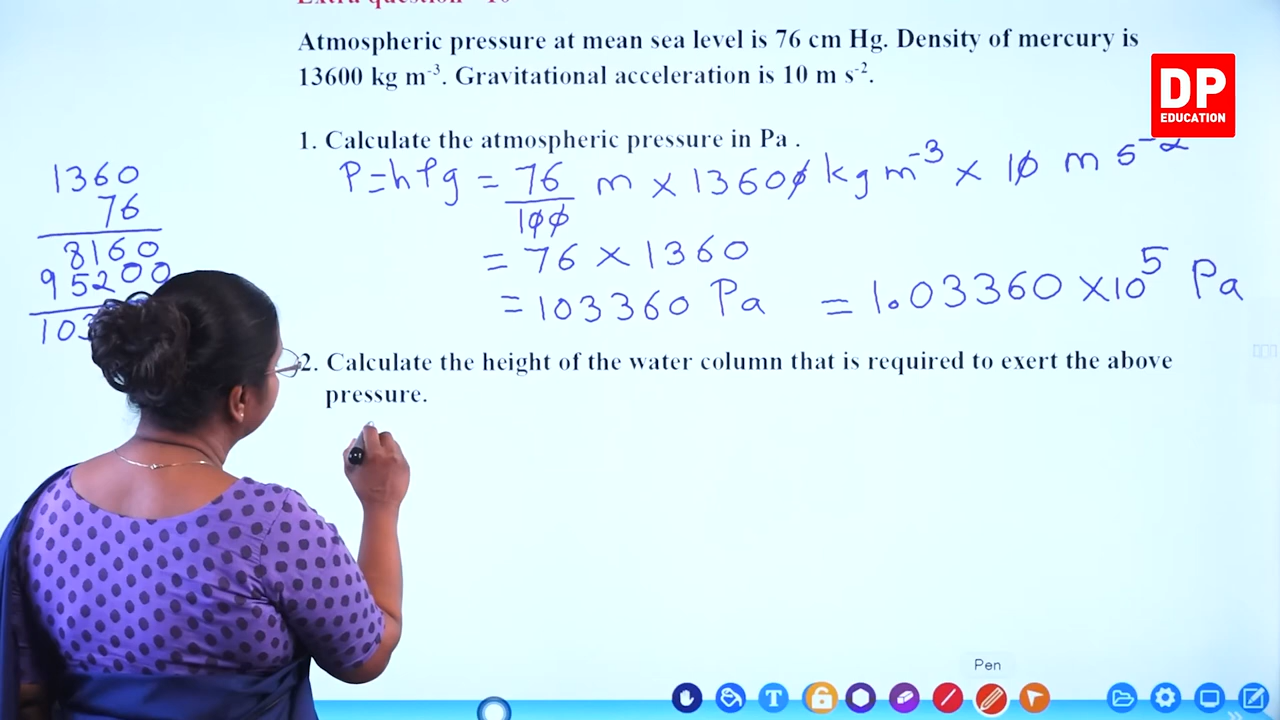 Atmospheric pressure at mean sea level is 76 cm Hg. Density of mercury is
13600 kg m⁻³. Gravitational acceleration is 10 m s⁻².
DP
EDUCATION
1. Calculate the atmospheric pressure in Pa .
P = hρg = 76/100 m × 13600 kg m⁻³ × 10 m s⁻²
= 76 × 1360
= 103360 Pa = 1.03360 × 10⁵ Pa
1360
76
8160
95200
2. Calculate the height of the water column that is required to exert the above
pressure.
Pen
T